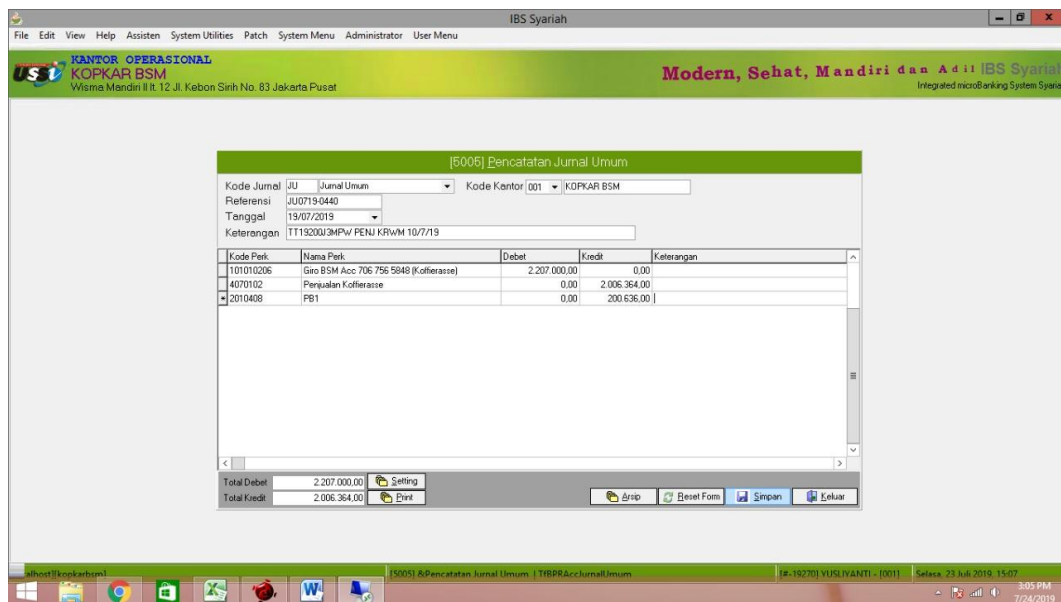 IBS Syariah
File Edit View Help Assisten System Utilities Patch System Menu Administrator User Menu
USSI KANTOR OPERASIONAL
KOPKAR BSM
Wisma Mandiri II lt. 12 Jl. Kebon Sirih No. 83 Jakarta Pusat
Modern, Sehat, Mandiri dan Adil IBS Syariah
Integrated microBanking System Syaria
[5005] Pencatatan Jurnal Umum
Kode Jurnal JU Jurnal Umum Kode Kantor 001 KOPKAR BSM
Referensi JU0719-0440
Tanggal 19/07/2019
Keterangan TT19200J3MPW PENJ KRWM 10/7/19
Kode Perk. Nama Perk. Debet Kredit Keterangan
101010206 Giro BSM Acc 706 756 5848 (Koffierasse) 2.207.000,00 0,00
4070102 Penjualan Koffierasse 0,00 2.006.364,00
* 2010408 PB1 0,00 200.636,00
Total Debet 2.207.000,00 Setting
Total Kredit 2.006.364,00 Print Arsip Reset Form Simpan Keluar
alhost][kopkarbsm] [5005] &Pencatatan Jurnal Umum | TfBPRAccJurnalUmum [#-19270] YUSLIYANTI - [001] Selasa, 23 Juli 2019, 15:07
3:05 PM
7/24/2019